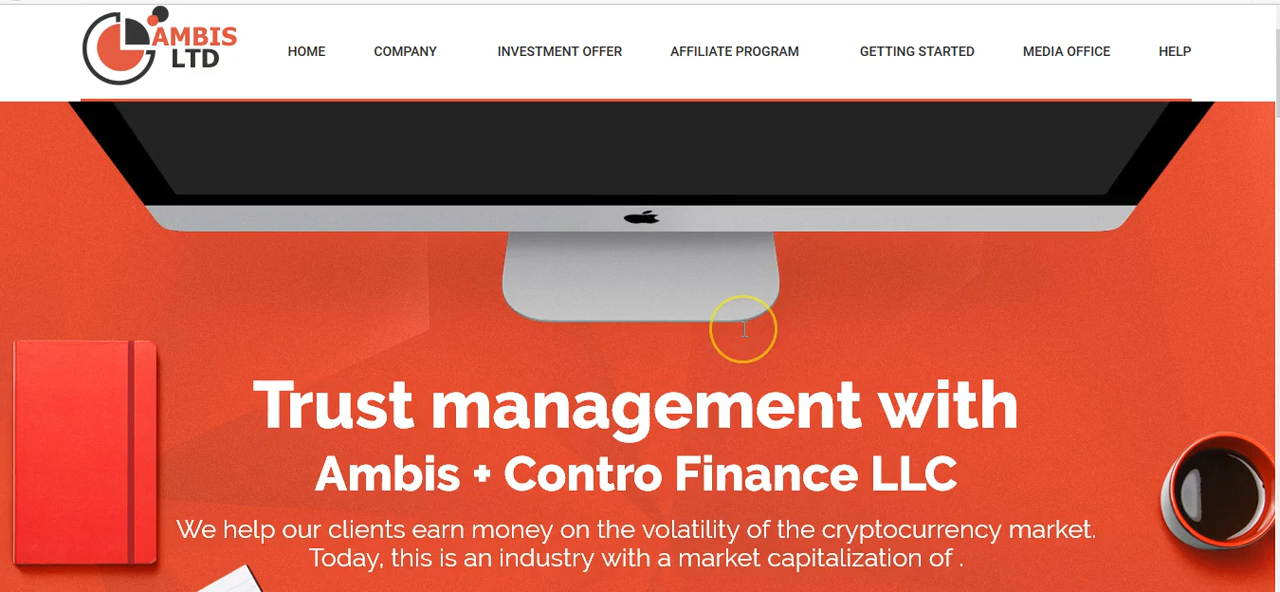 AMBIS
LTD
HOME COMPANY INVESTMENT OFFER AFFILIATE PROGRAM GETTING STARTED MEDIA OFFICE HELP
Trust management with
Ambis + Contro Finance LLC
We help our clients earn money on the volatility of the cryptocurrency market.
Today, this is an industry with a market capitalization of .